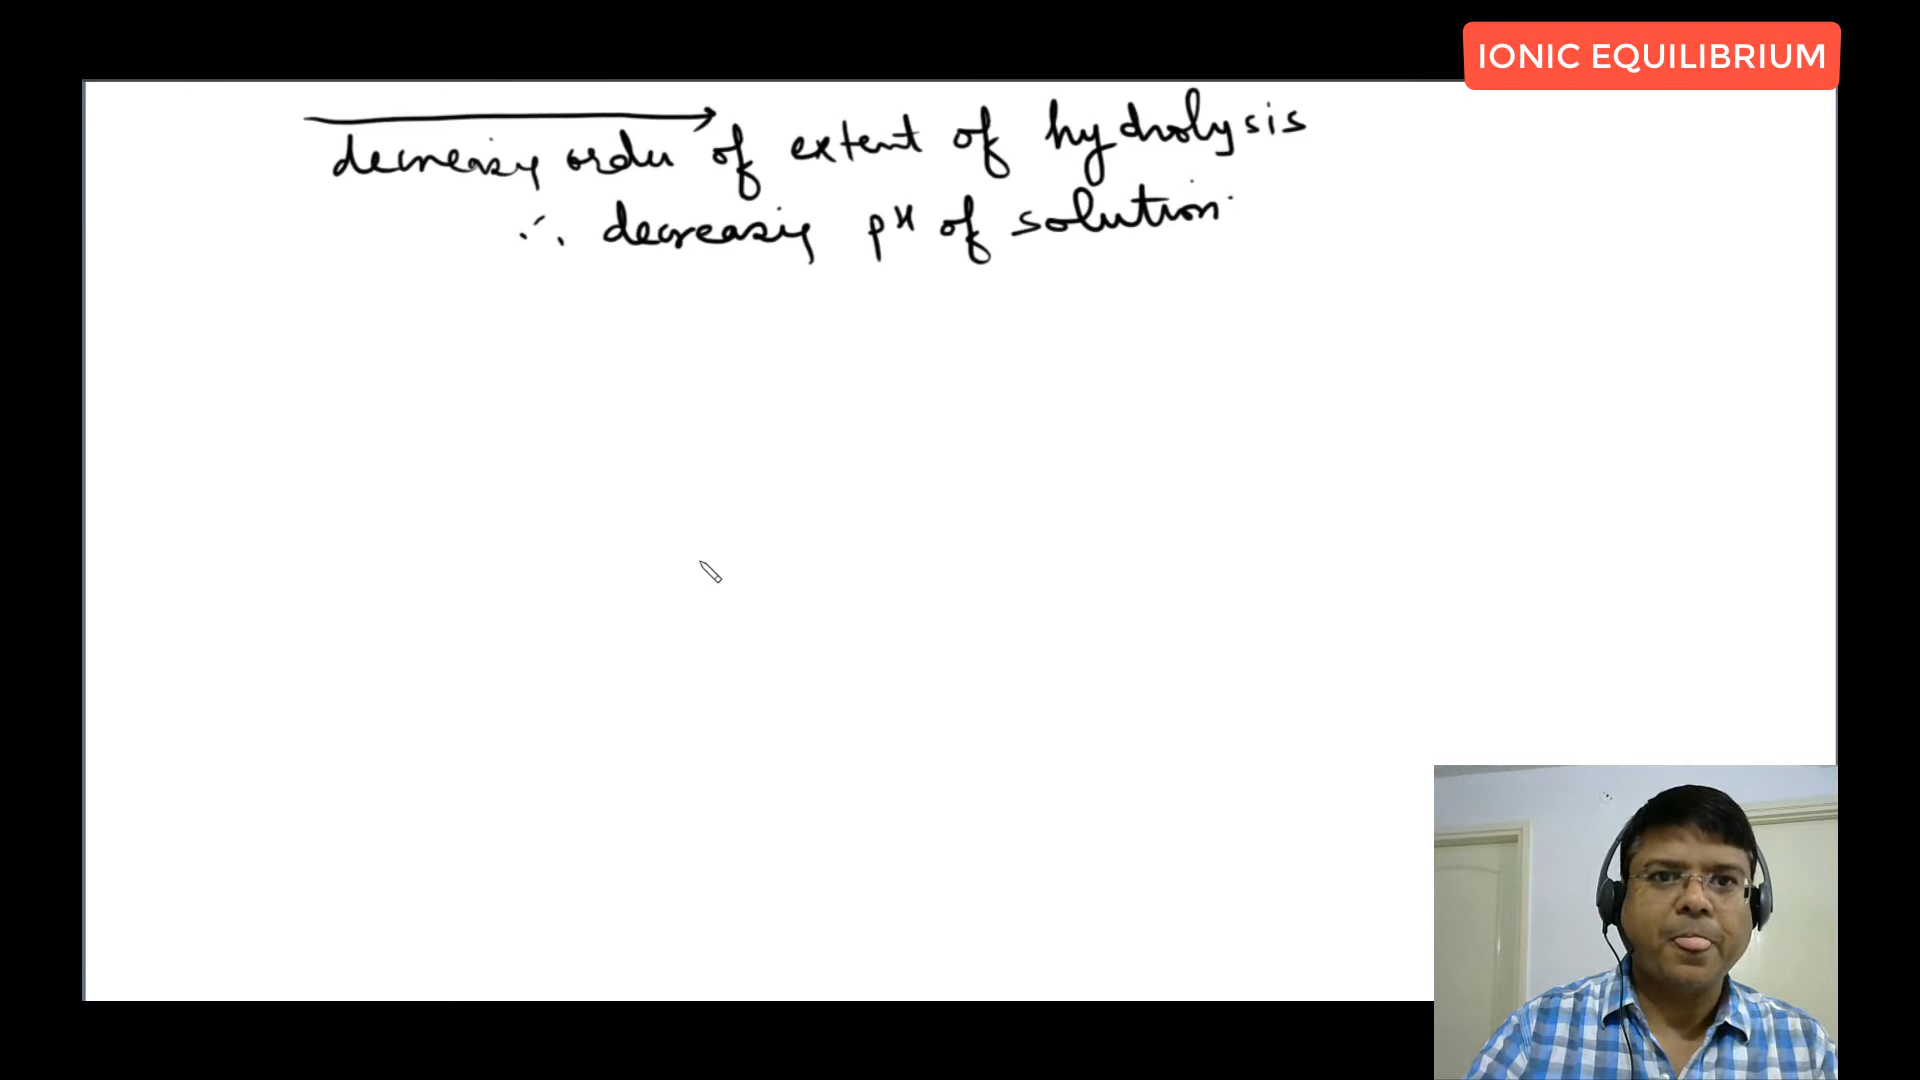 IONIC EQUILIBRIUM
decreasing order of extent of hydrolysis
∴ decreasing pH of solution.